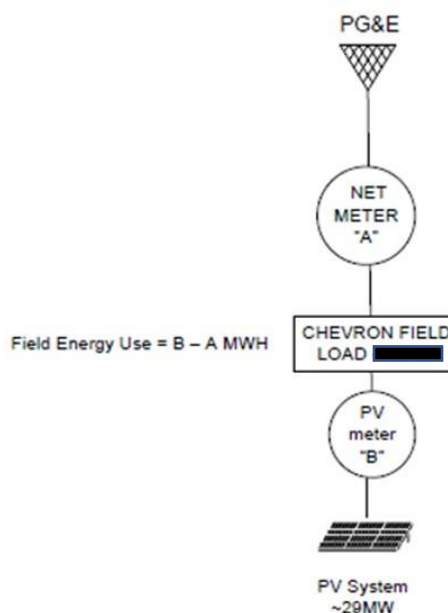 PG&E
NET
METER
"A"
Field Energy Use = B – A MWH
CHEVRON FIELD
LOAD
PV
meter
"B"
PV System
~29MW